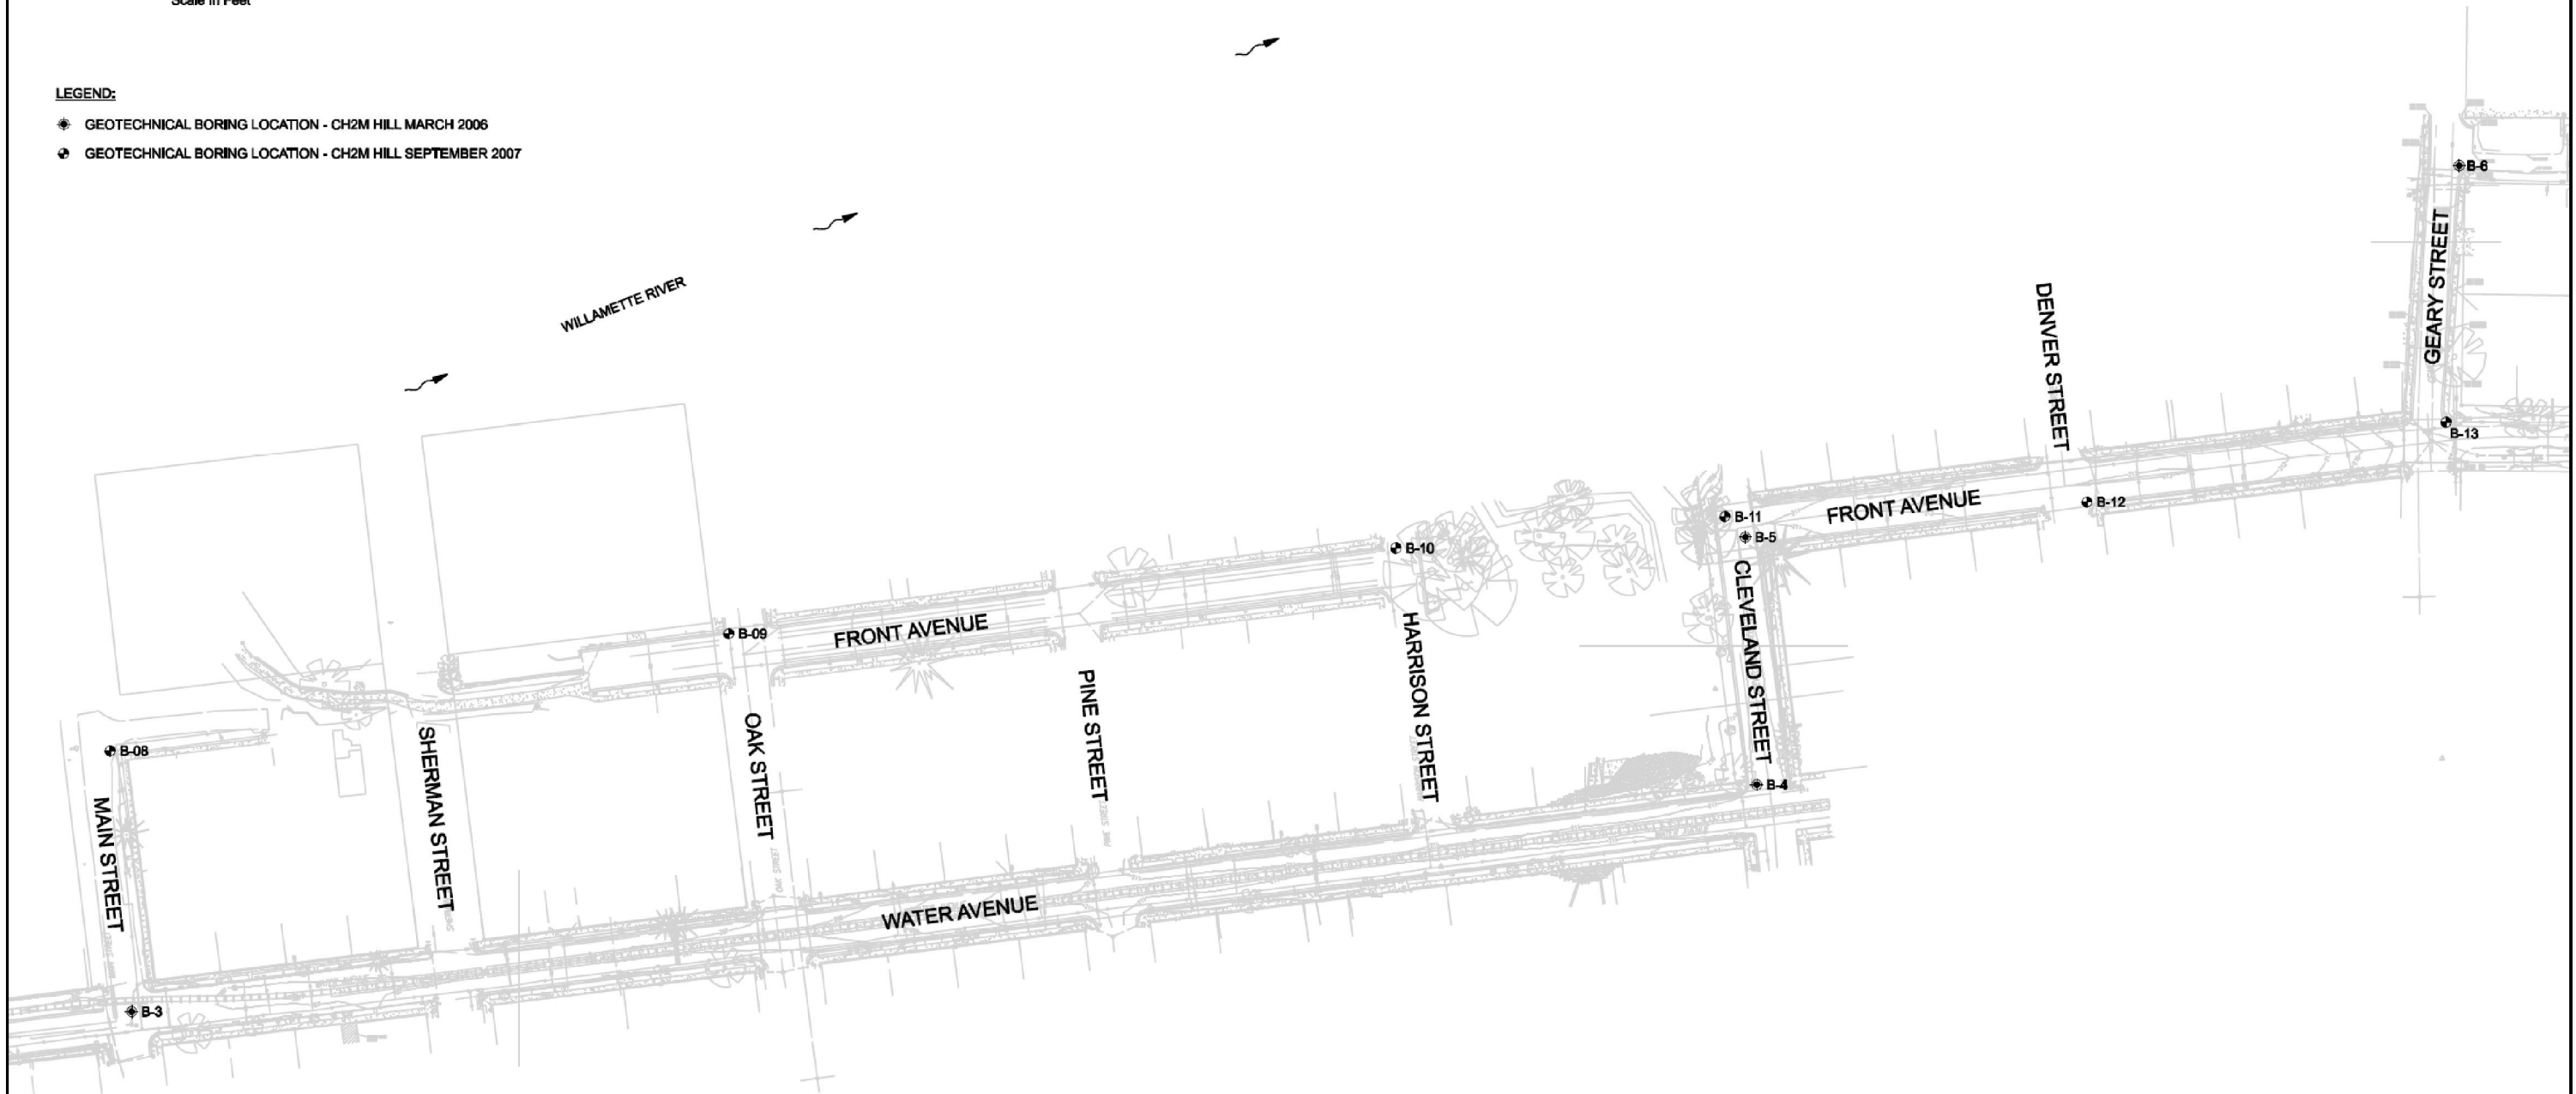 Scale In Feet
LEGEND:
GEOTECHNICAL BORING LOCATION - CH2M HILL MARCH 2006
GEOTECHNICAL BORING LOCATION - CH2M HILL SEPTEMBER 2007
B-6
GEARY STREET
WILLAMETTE RIVER
DENVER STREET
B-13
B-12
FRONT AVENUE
B-11
B-5
B-10
CLEVELAND STREET
B-09
FRONT AVENUE
HARRISON STREET
PINE STREET
OAK STREET
SHERMAN STREET
B-08
MAIN STREET
B-4
WATER AVENUE
B-3